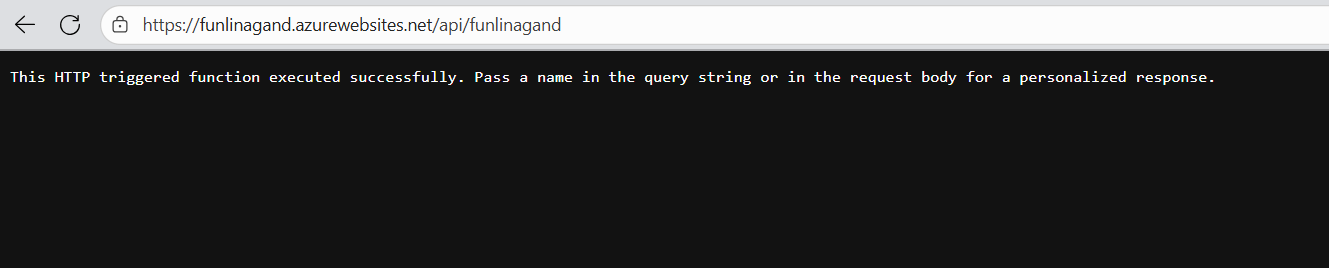 https://funlinagand.azurewebsites.net/api/funlinagand
This HTTP triggered function executed successfully. Pass a name in the query string or in the request body for a personalized response.